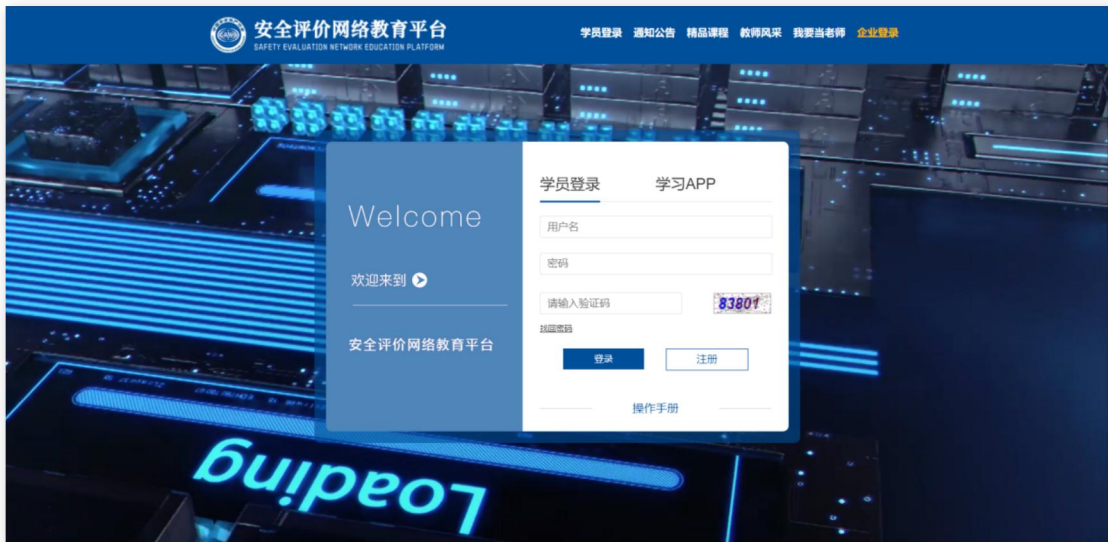 安全评价网络教育平台
SAFETY EVALUATION NETWORK EDUCATION PLATFORM
学员登录 通知公告 精品课程 教师风采 我要当老师 企业登录
Welcome
欢迎来到
安全评价网络教育平台
学员登录 学习APP
用户名
密码
请输入验证码
83801
找回密码
登录 注册
操作手册
Loading